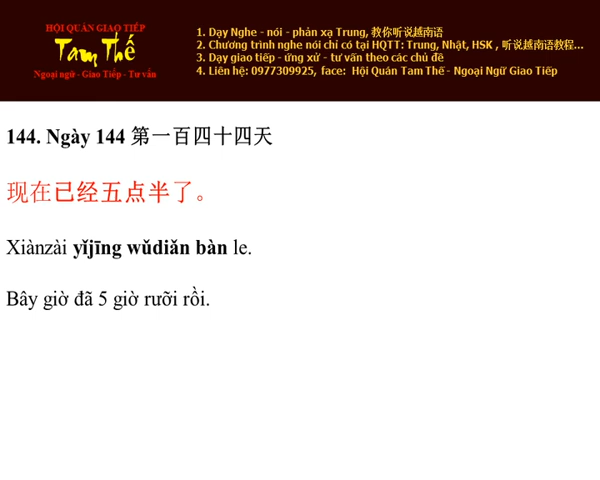 HỘI QUÁN GIAO TIẾP
Tam Thế
Ngoại ngữ - Giao Tiếp - Tư vấn
1. Dạy Nghe - nói - phản xạ Trung, 教你听说越南语
2. Chương trình nghe nói chỉ có tại HQTT: Trung, Nhật, HSK , 听说越南语教程...
3. Dạy giao tiếp - ứng xử - tư vấn theo các chủ đề
4. Liên hệ: 0977309925, face: Hội Quán Tam Thế - Ngoại Ngữ Giao Tiếp
144. Ngày 144 第一百四十四天
现在已经五点半了。
Xiànzài yǐjīng wǔdiǎn bàn le.
Bây giờ đã 5 giờ rưỡi rồi.